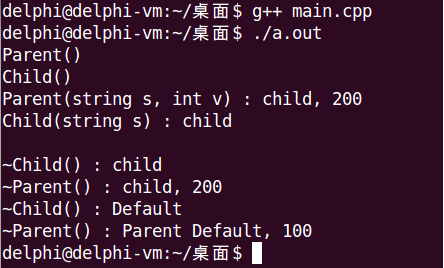 delphi@delphi-vm:~/桌面$ g++ main.cpp
delphi@delphi-vm:~/桌面$ ./a.out
Parent()
Child()
Parent(string s, int v) : child, 200
Child(string s) : child
~Child() : child
~Parent() : child, 200
~Child() : Default
~Parent() : Parent Default, 100
delphi@delphi-vm:~/桌面$